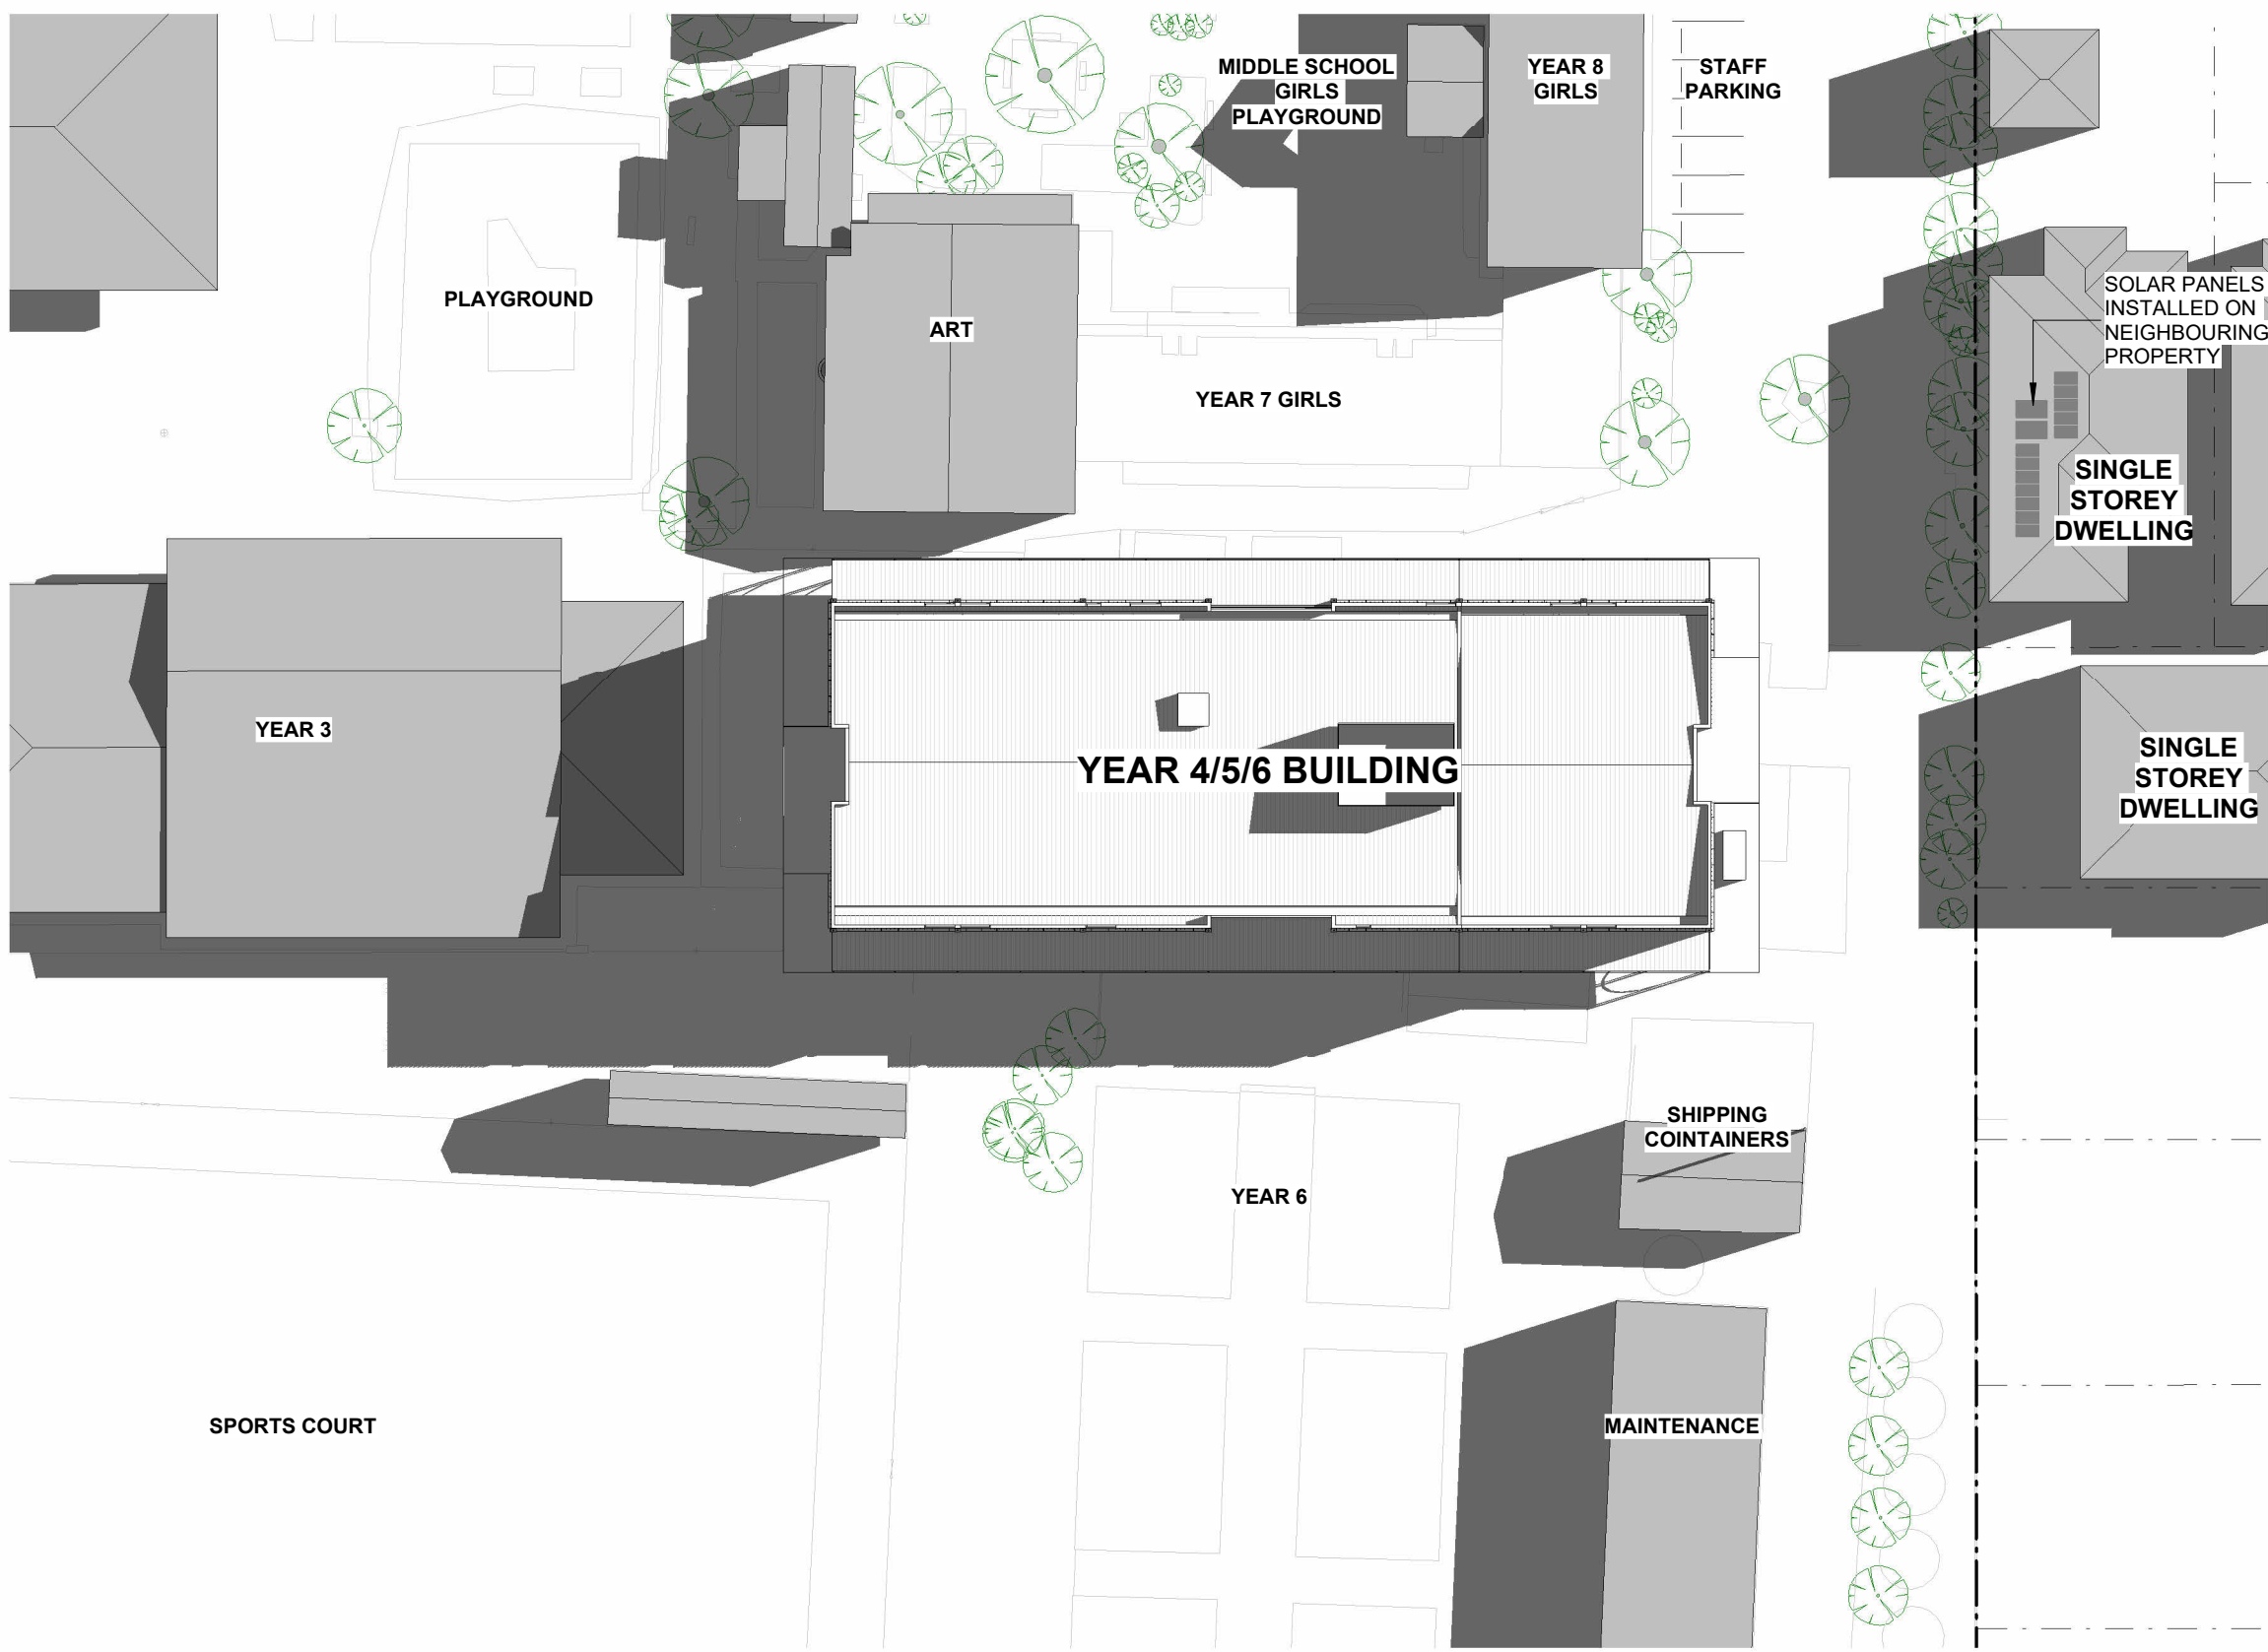 MIDDLE SCHOOL
GIRLS
PLAYGROUND
YEAR 8
GIRLS
STAFF
PARKING
PLAYGROUND
ART
SOLAR PANELS
INSTALLED ON
NEIGHBOURING
PROPERTY
YEAR 7 GIRLS
SINGLE
STOREY
DWELLING
YEAR 3
YEAR 4/5/6 BUILDING
SINGLE
STOREY
DWELLING
SHIPPING
COINTAINERS
YEAR 6
SPORTS COURT
MAINTENANCE